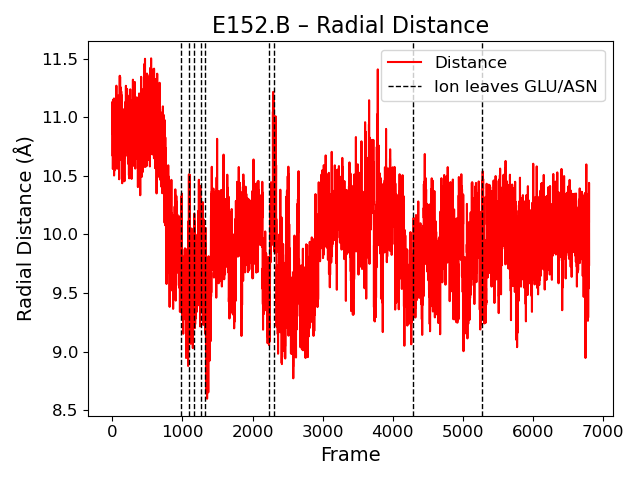 E152.B – Radial Distance
Distance
Ion leaves GLU/ASN
Radial Distance (Å)
11.5
11.0
10.5
10.0
9.5
9.0
8.5
0 1000 2000 3000 4000 5000 6000 7000
Frame